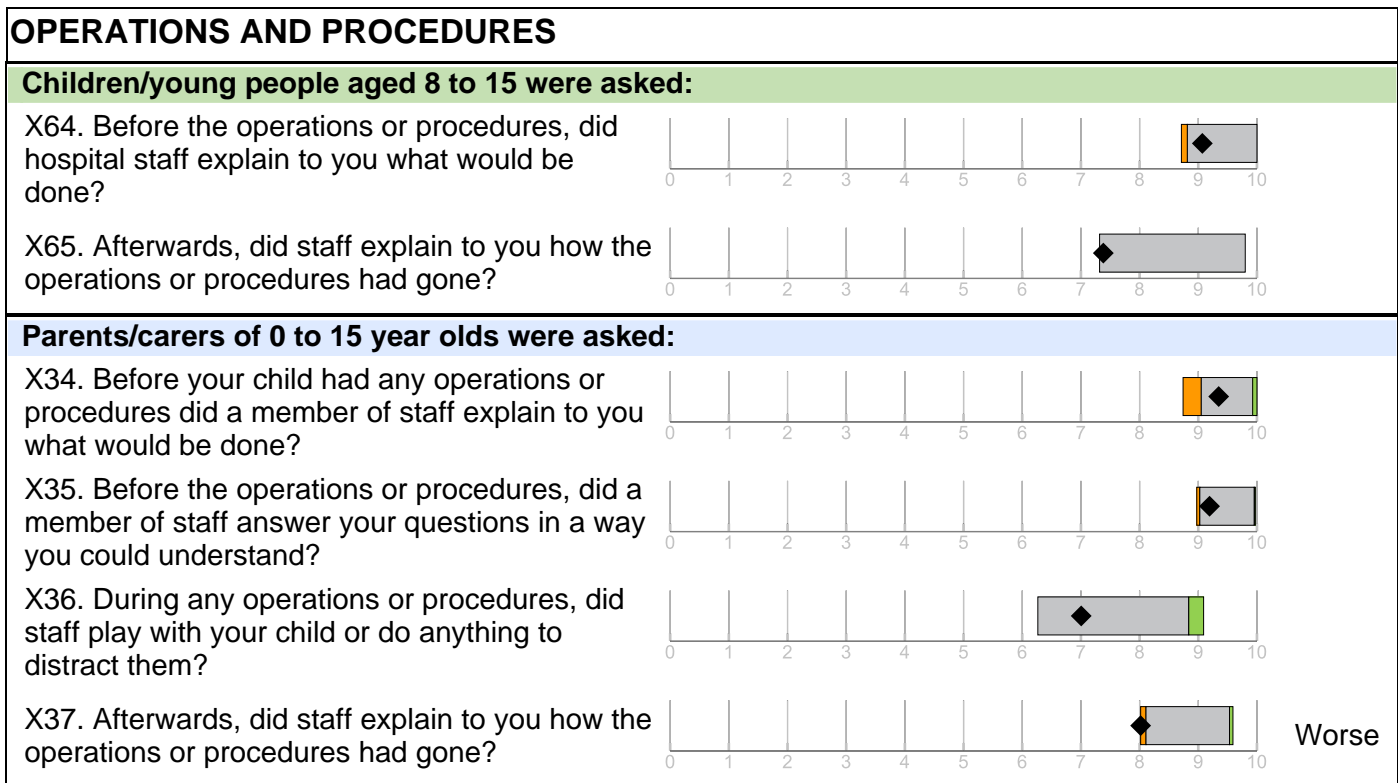 OPERATIONS AND PROCEDURES
Children/young people aged 8 to 15 were asked:
X64. Before the operations or procedures, did
hospital staff explain to you what would be
done?
0 1 2 3 4 5 6 7 8 9 10
X65. Afterwards, did staff explain to you how the
operations or procedures had gone?
0 1 2 3 4 5 6 7 8 9 10
Parents/carers of 0 to 15 year olds were asked:
X34. Before your child had any operations or
procedures did a member of staff explain to you
what would be done?
0 1 2 3 4 5 6 7 8 9 10
X35. Before the operations or procedures, did a
member of staff answer your questions in a way
you could understand?
0 1 2 3 4 5 6 7 8 9 10
X36. During any operations or procedures, did
staff play with your child or do anything to
distract them?
0 1 2 3 4 5 6 7 8 9 10
X37. Afterwards, did staff explain to you how the
operations or procedures had gone?
0 1 2 3 4 5 6 7 8 9 10
Worse